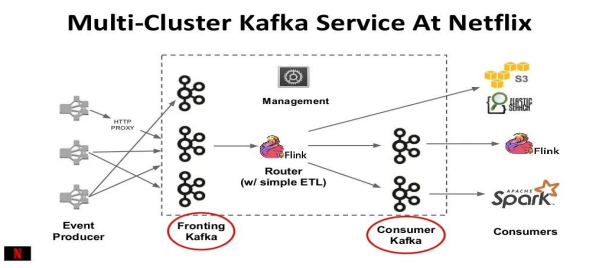 Multi-Cluster Kafka Service At Netflix
S3
Management
ELASTIC
SEARCH
HTTP
PROXY
Flink
Flink
Router
(w/ simple ETL)
APACHE
Spark
Event
Producer
Fronting
Kafka
Consumer
Kafka
Consumers
N